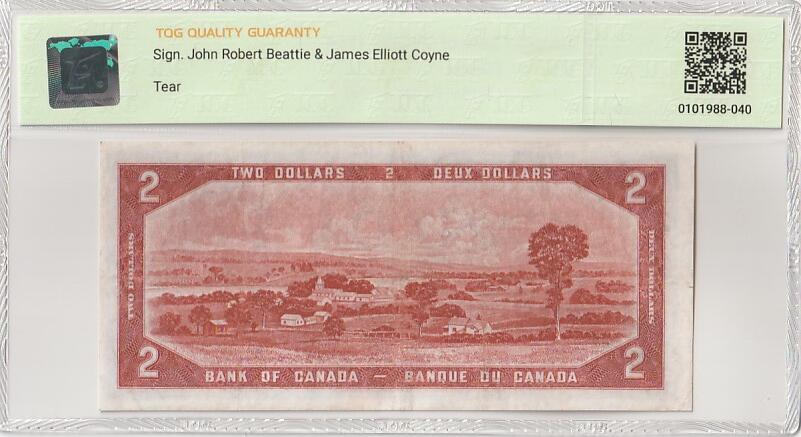 TQG QUALITY GUARANTY
Sign. John Robert Beattie & James Elliott Coyne
Tear
0101988-040
2 TWO DOLLARS 2 DEUX DOLLARS 2
TWO DOLLARS
DEUX DOLLARS
2 BANK OF CANADA — BANQUE DU CANADA 2